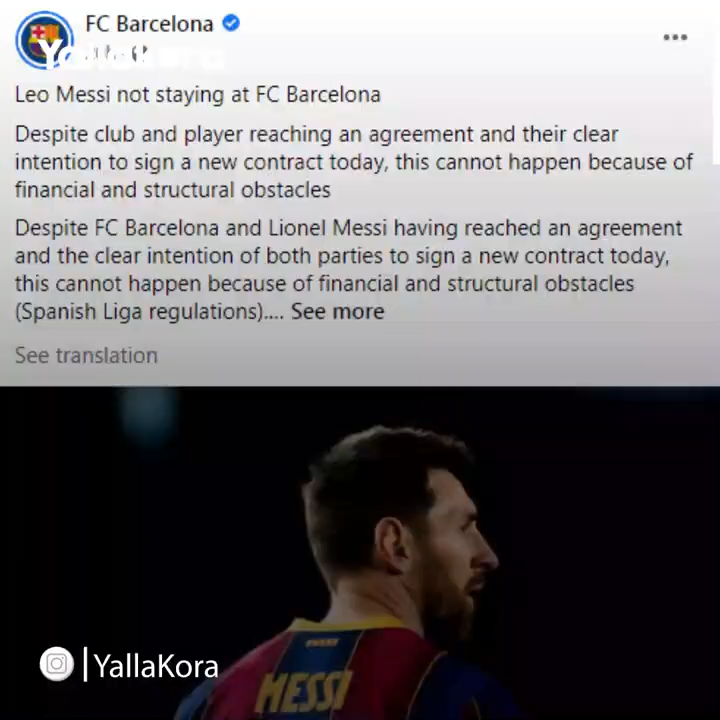 FC Barcelona
Leo Messi not staying at FC Barcelona
Despite club and player reaching an agreement and their clear
intention to sign a new contract today, this cannot happen because of
financial and structural obstacles
Despite FC Barcelona and Lionel Messi having reached an agreement
and the clear intention of both parties to sign a new contract today,
this cannot happen because of financial and structural obstacles
(Spanish Liga regulations).... See more
See translation
MESSI
YallaKora